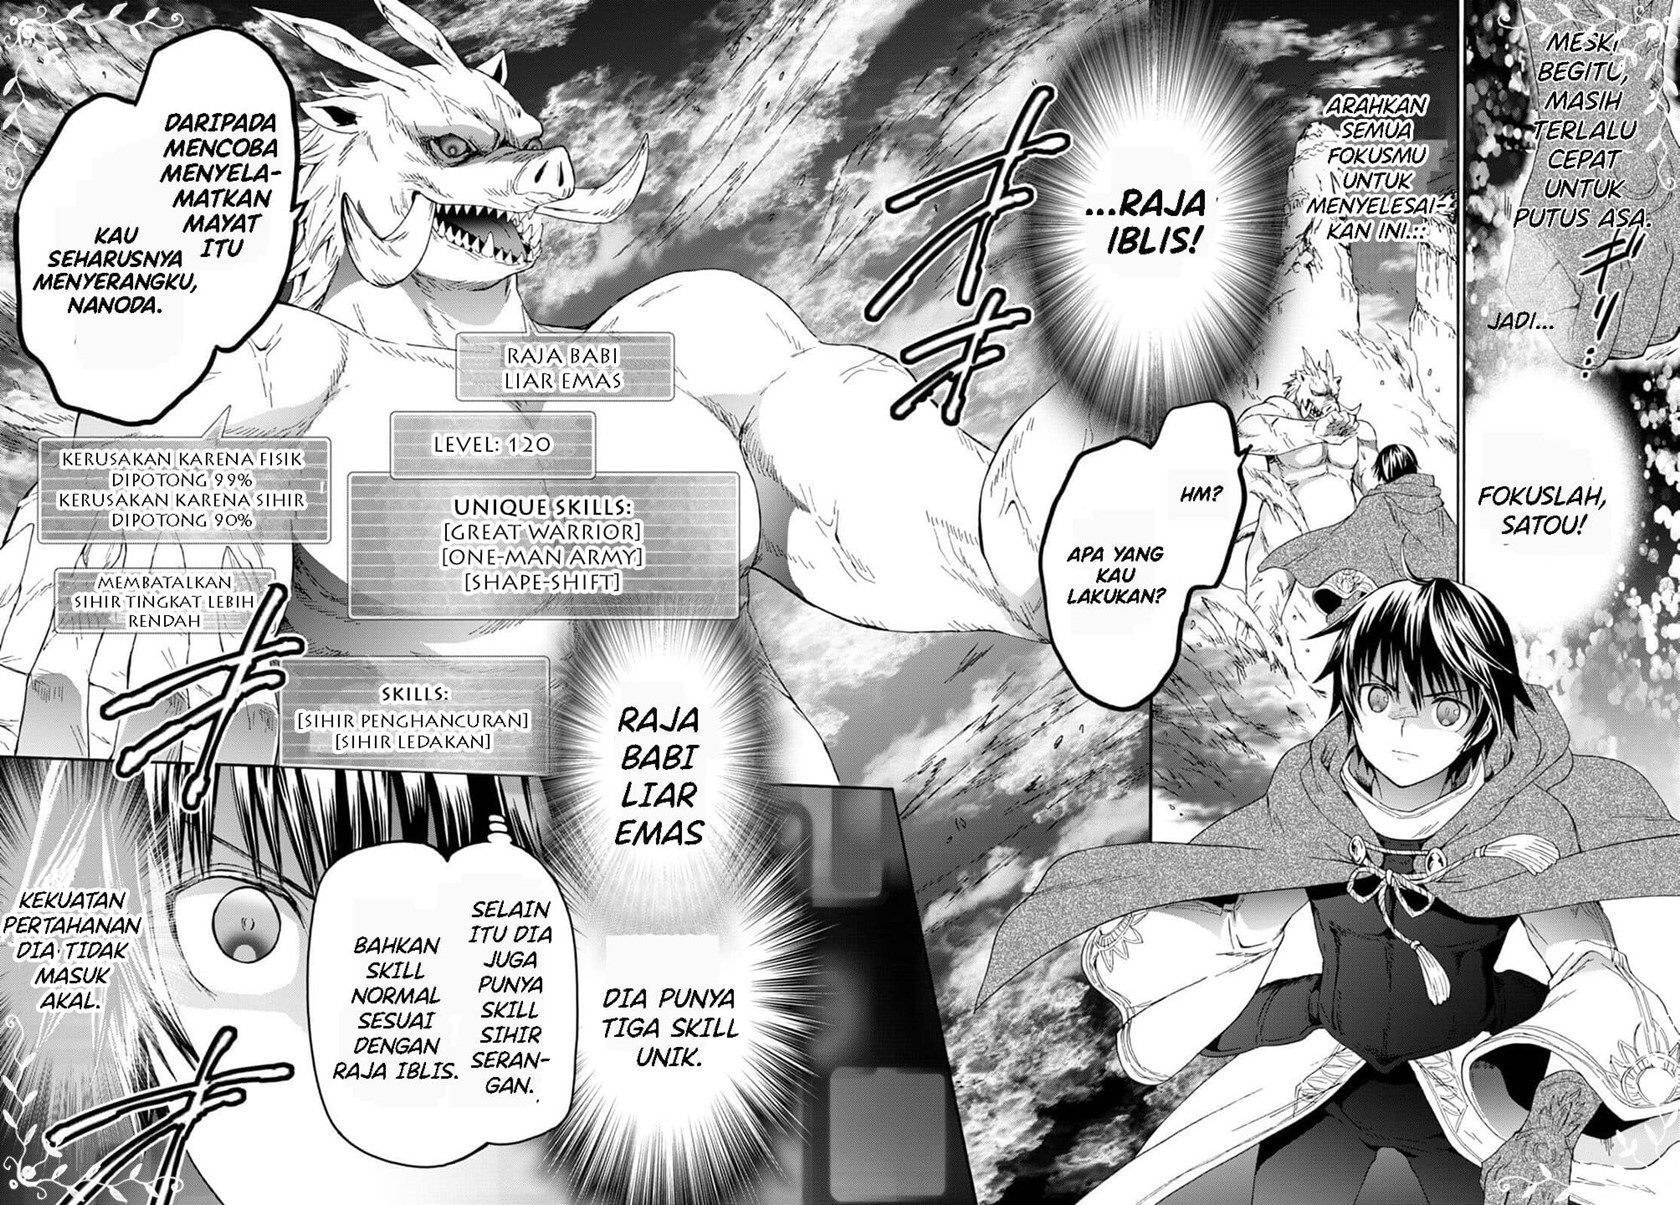 MESKI
BEGITU,
MASIH
TERLALU
CEPAT
UNTUK
PUTUS ASA.
JADI...
FOKUSLAH,
SATOU!
ARAHKAN
SEMUA
FOKUSMU
UNTUK
MENYELESAI-
KAN INI...
...RAJA
IBLIS!
HM?
APA YANG
KAU
LAKUKAN?
DARIPADA
MENCOBA
MENYELA-
MATKAN
MAYAT
ITU
KAU
SEHARUSNYA
MENYERANGKU,
NANODA.
RAJA BABI
LIAR EMAS
LEVEL: 120
KERUSAKAN KARENA FISIK
DIPOTONG 99%
KERUSAKAN KARENA SIHIR
DIPOTONG 90%
UNIQUE SKILLS:
[GREAT WARRIOR]
[ONE-MAN ARMY]
[SHAPE-SHIFT]
MEMBATALKAN
SIHIR TINGKAT LEBIH
RENDAH
SKILLS:
[SIHIR PENGHANCURAN]
[SIHIR LEDAKAN]
RAJA
BABI
LIAR
EMAS
DIA PUNYA
TIGA SKILL
UNIK.
SELAIN
ITU DIA
JUGA
PUNYA
SKILL
SIHIR
SERAN-
GAN.
BAHKAN
SKILL
NORMAL
SESUAI
DENGAN
RAJA IBLIS.
KEKUATAN
PERTAHANAN
DIA TIDAK
MASUK
AKAL.